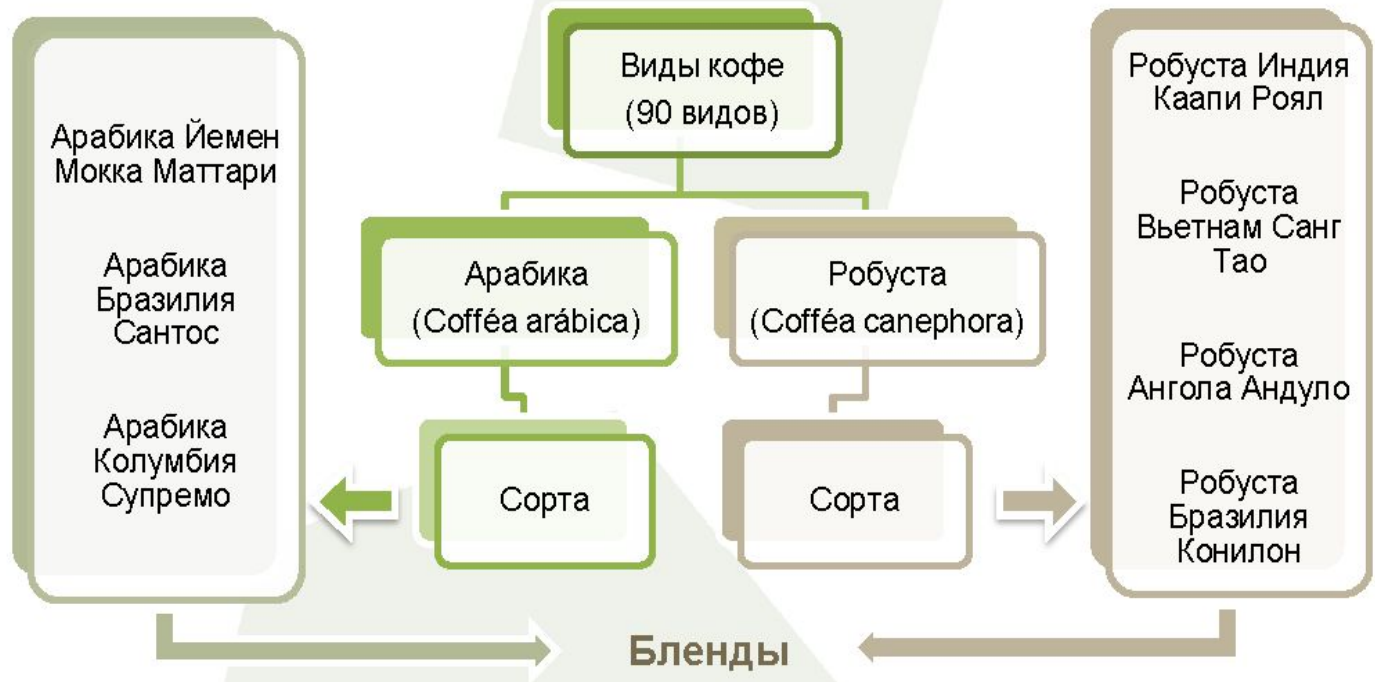 Виды кофе
(90 видов)
Арабика
(Cofféa arábica)
Робуста
(Cofféa canephora)
Сорта
Сорта
Арабика Йемен
Мокка Маттари
Арабика
Бразилия
Сантос
Арабика
Колумбия
Супремо
Робуста Индия
Каапи Роял
Робуста
Вьетнам Санг
Тао
Робуста
Ангола Андуло
Робуста
Бразилия
Конилон
Бленды